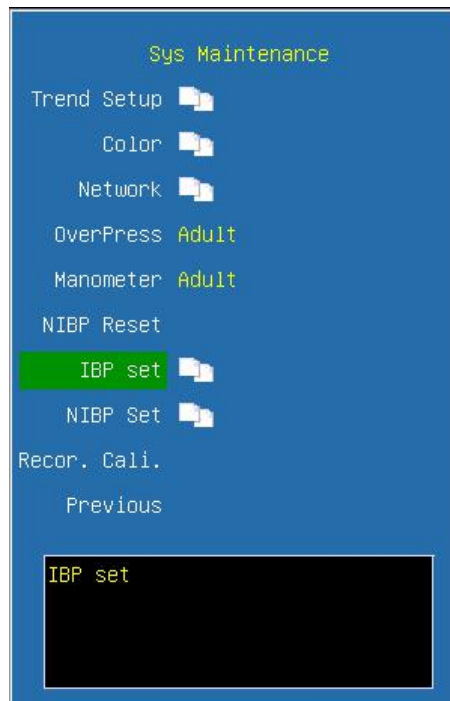 Sys Maintenance
Trend Setup
Color
Network
OverPress Adult
Manometer Adult
NIBP Reset
IBP set
NIBP Set
Recor. Cali.
Previous
IBP set